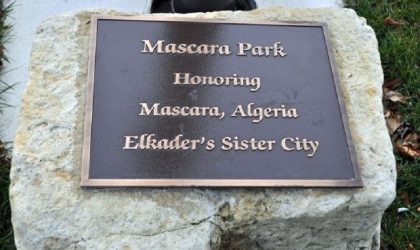 Mascara Park
Honoring
Mascara, Algeria
Elkader's Sister City